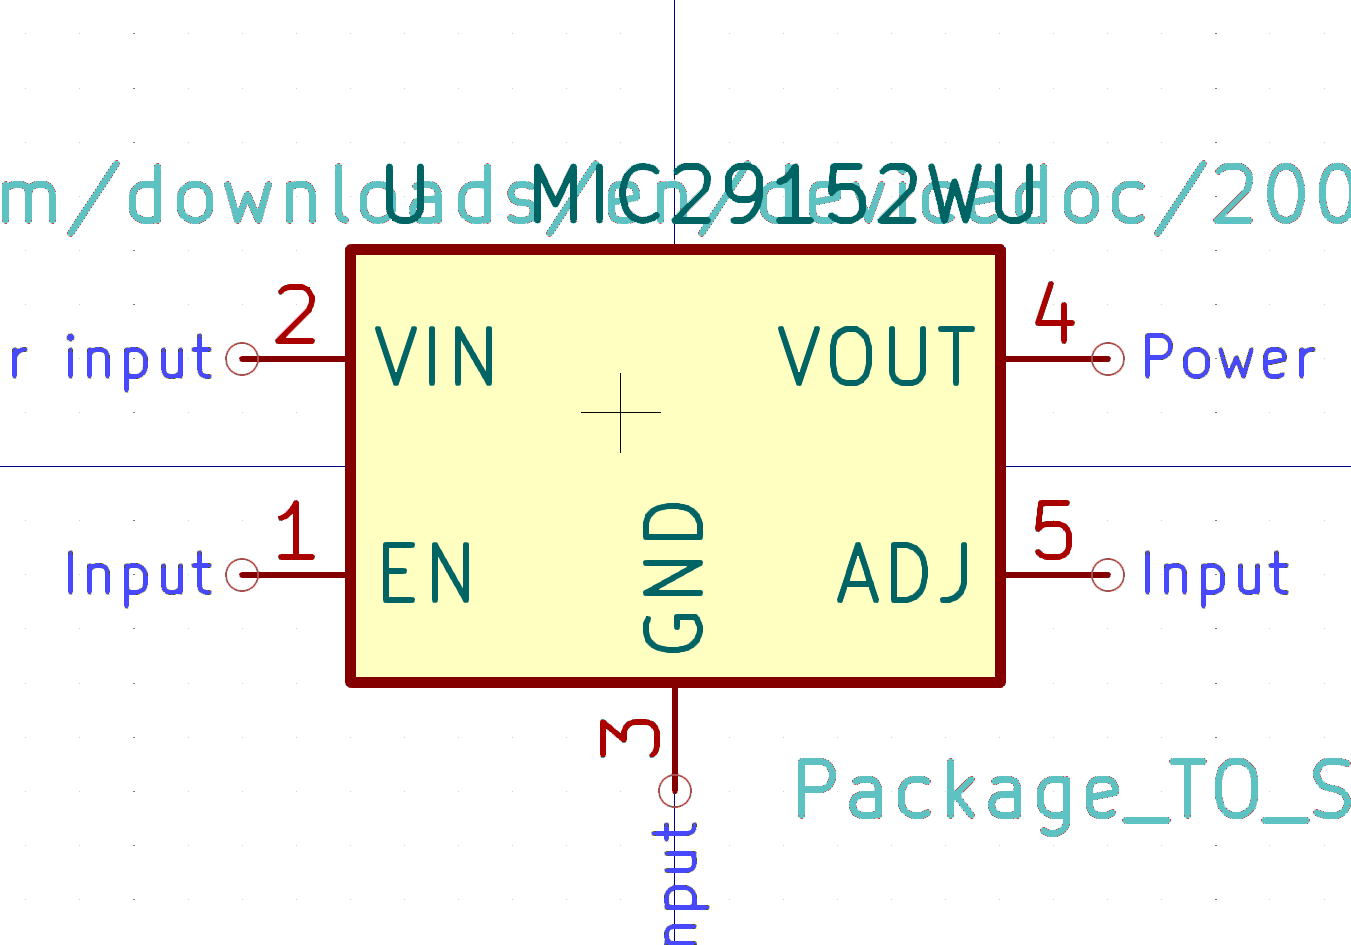 m/downloads/en/devicedoc/200
U MIC29152WU
2 4
r input VIN VOUT Power
1 5
Input EN ADJ Input
GND
3
Package_TO_S
nput